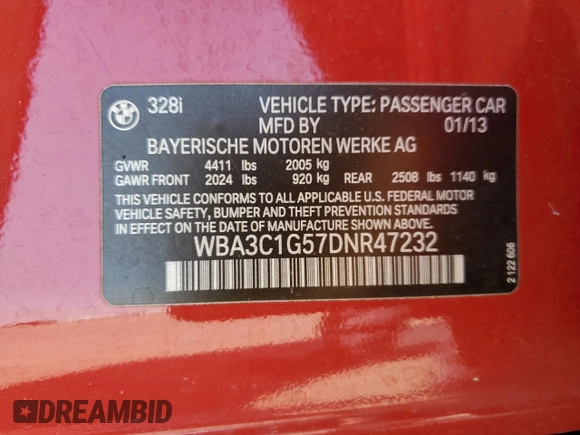 BMW
328i VEHICLE TYPE: PASSENGER CAR
MFD BY 01/13
BAYERISCHE MOTOREN WERKE AG
GVWR 4411 lbs 2005 kg
GAWR FRONT 2024 lbs 920 kg REAR 2508 lbs 1140 kg
THIS VEHICLE CONFORMS TO ALL APPLICABLE U.S. FEDERAL MOTOR
VEHICLE SAFETY, BUMPER AND THEFT PREVENTION STANDARDS
IN EFFECT ON THE DATE OF MANUFACTURE SHOWN ABOVE.
WBA3C1G57DNR47232
2 122 606
DREAMBID